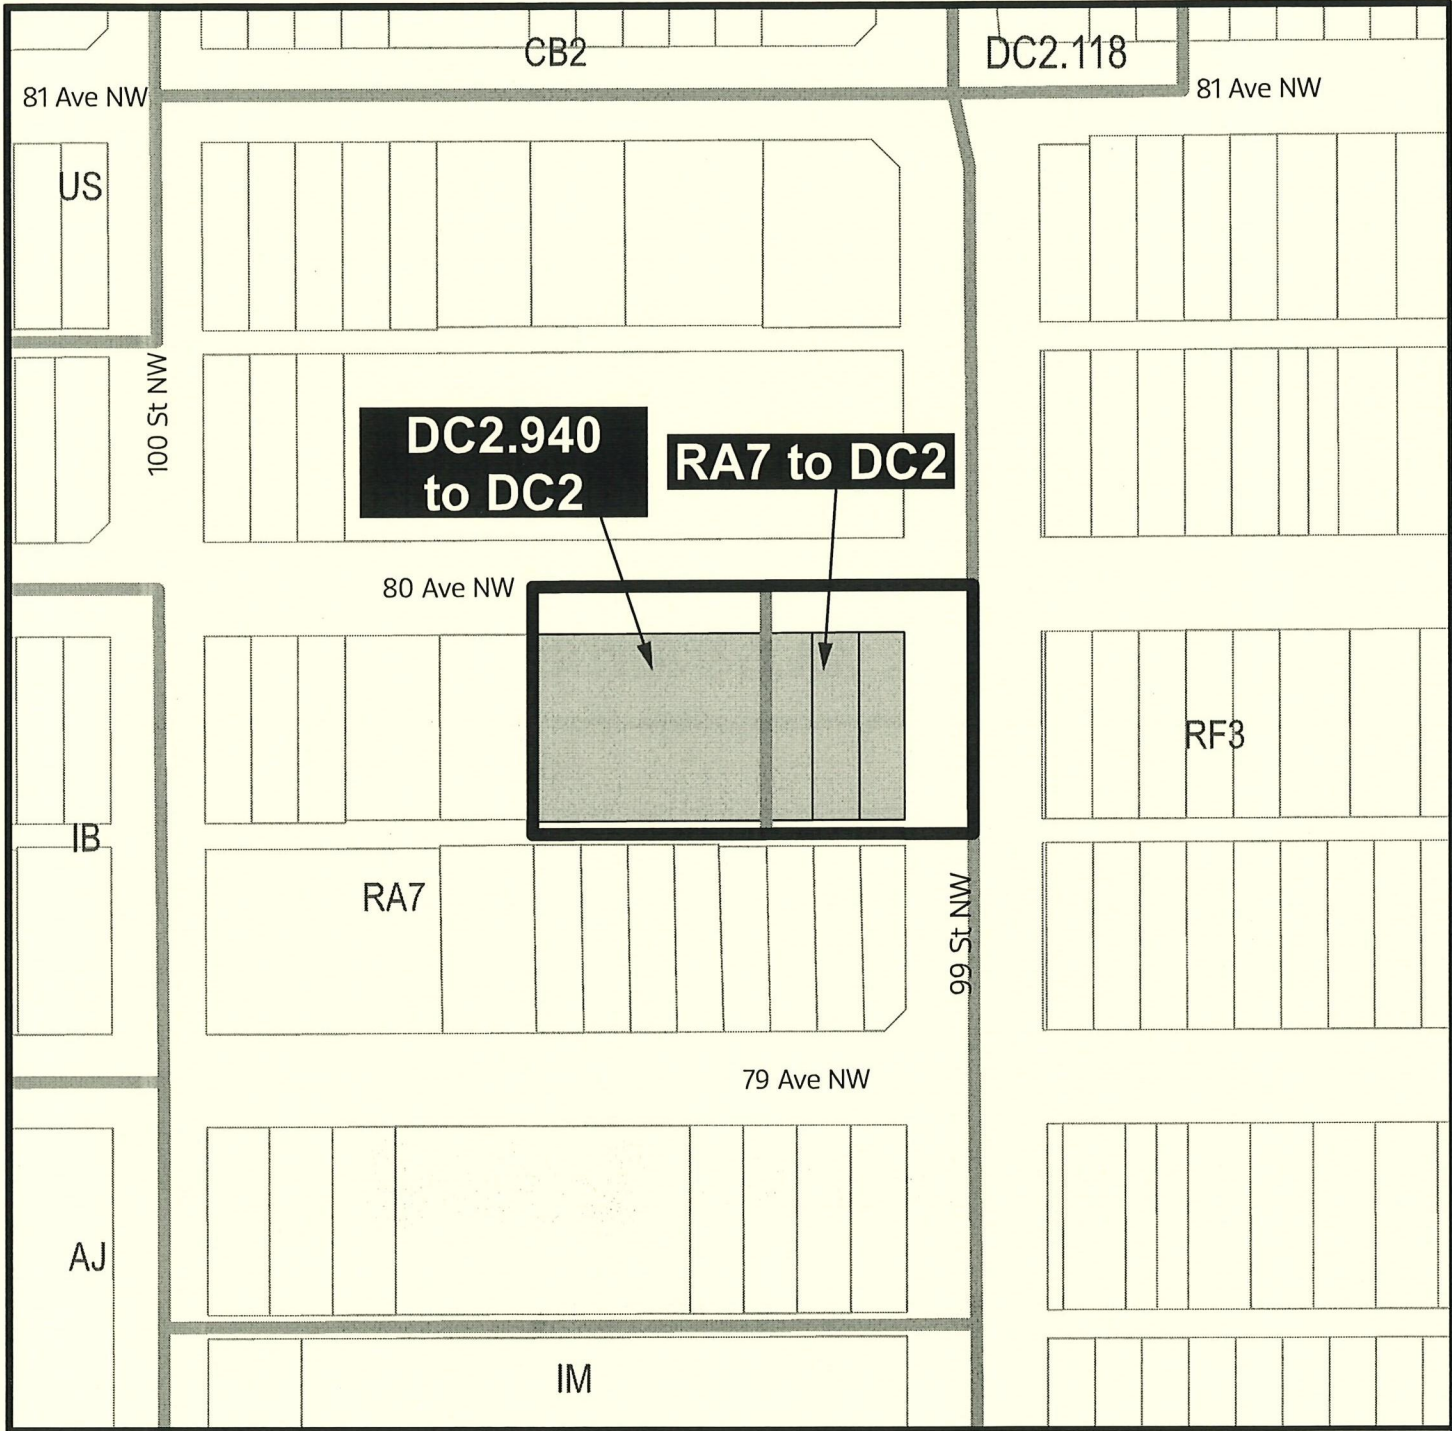 CB2
DC2.118
81 Ave NW
81 Ave NW
US
100 St NW
DC2.940
to DC2
RA7 to DC2
80 Ave NW
RF3
IB
RA7
99 St NW
79 Ave NW
AJ
IM